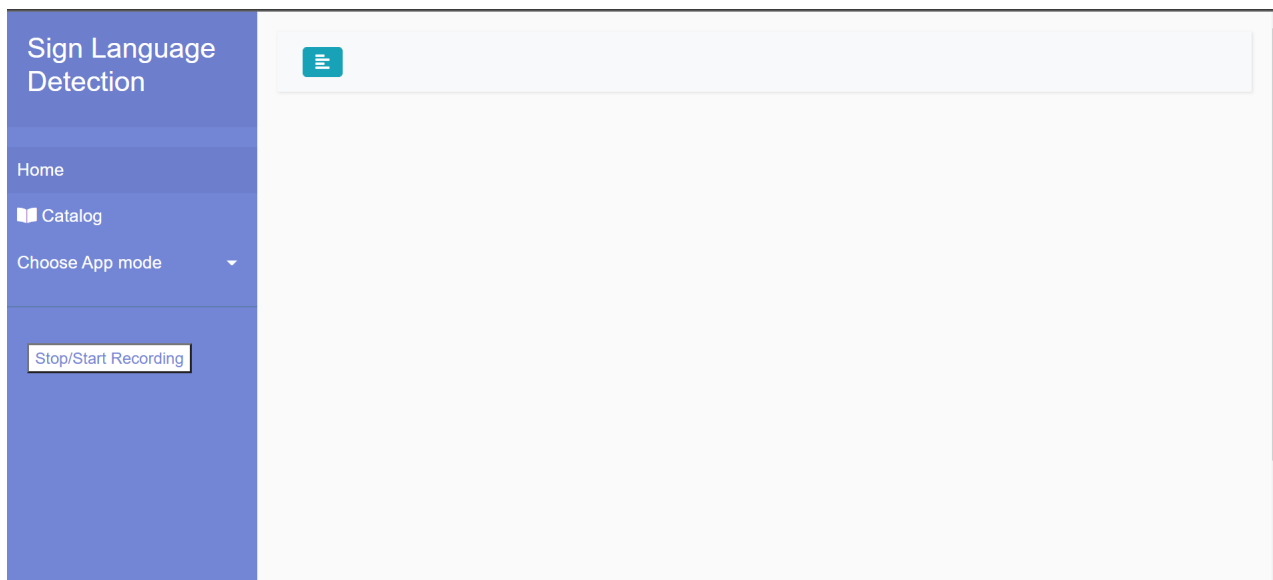 Sign Language
Detection
Home
Catalog
Choose App mode
Stop/Start Recording